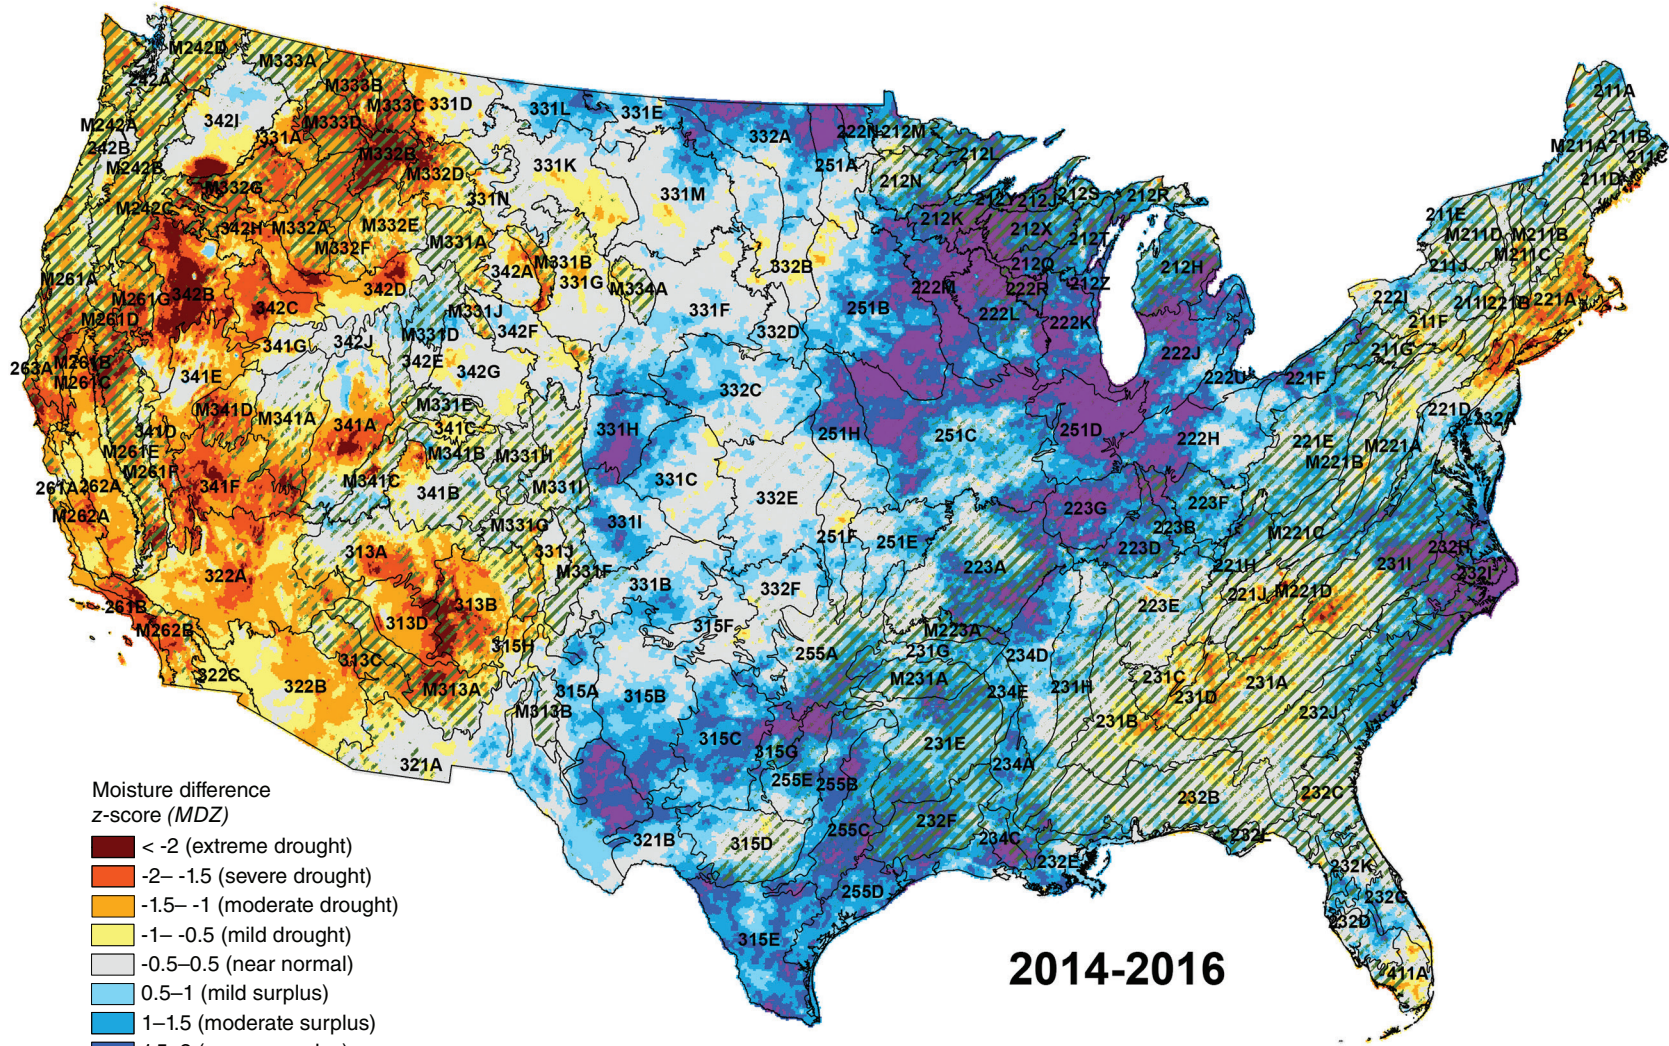 M242D
M333A
242A
M333B
M333C
331D
211A
M242A
342I
331A
M333D
331L
331E
332A
222N
212M
M211A
211B
242B
M242B
M332B
331K
251A
212L
211C
M332G
M332D
331M
212N
211D
M242C
331N
212Y
212J
212S
212R
342H
M332A
M332E
212K
212X
211E
M332F
M331A
212T
M211D
M211B
M261A
342A
M331B
332B
212Q
212H
211J
M211C
M261G
342B
342D
331G
M334A
222M
222R
212Z
342C
M331J
331F
251B
222L
222K
222I
211I
221B
221A
M261D
M331D
342F
332D
211F
263A
M261B
341G
342J
342E
222J
211G
M261C
341E
342G
332C
222U
221F
M341D
M341A
M331E
221D
232A
341D
341A
341C
331H
251H
251C
251D
222H
221E
M221A
M261E
M341B
M331H
M221B
M261F
261A
262A
341F
M341C
341B
M331I
331C
332E
223F
M262A
M331G
331I
251F
251E
223G
223B
M221C
313A
331J
223D
232H
322A
M331F
331B
332F
223A
221H
231I
232I
261B
313B
221J
M221D
M262B
313D
315F
223E
315H
M223A
322C
313C
255A
231G
234D
231C
231A
322B
M313A
315A
315B
M231A
234E
231H
231D
M313B
231B
232J
315C
315G
231E
321A
255E
255B
234A
232B
232C
321B
315D
255C
232F
234C
232E
232L
232K
255D
232G
232D
315E
411A
Moisture difference
z-score (MDZ)
< -2 (extreme drought)
-2– -1.5 (severe drought)
-1.5– -1 (moderate drought)
-1– -0.5 (mild drought)
-0.5–0.5 (near normal)
0.5–1 (mild surplus)
1–1.5 (moderate surplus)
2014-2016